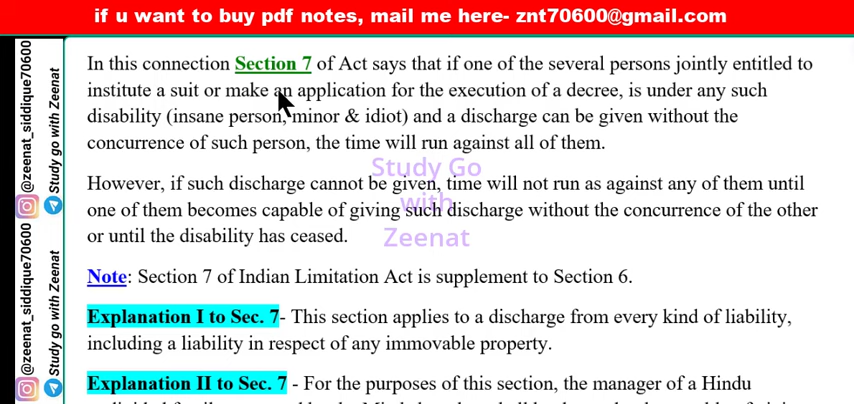 if u want to buy pdf notes, mail me here- znt70600@gmail.com
In this connection Section 7 of Act says that if one of the several persons jointly entitled to
institute a suit or make an application for the execution of a decree, is under any such
disability (insane person, minor & idiot) and a discharge can be given without the
concurrence of such person, the time will run against all of them.
However, if such discharge cannot be given, time will not run as against any of them until
one of them becomes capable of giving such discharge without the concurrence of the other
or until the disability has ceased.
Note: Section 7 of Indian Limitation Act is supplement to Section 6.
Explanation I to Sec. 7- This section applies to a discharge from every kind of liability,
including a liability in respect of any immovable property.
Explanation II to Sec. 7 - For the purposes of this section, the manager of a Hindu
Study Go
with
Zeenat
@zeenat_siddique70600
Study go with Zeenat
@zeenat_siddique70600
Study go with Zeenat